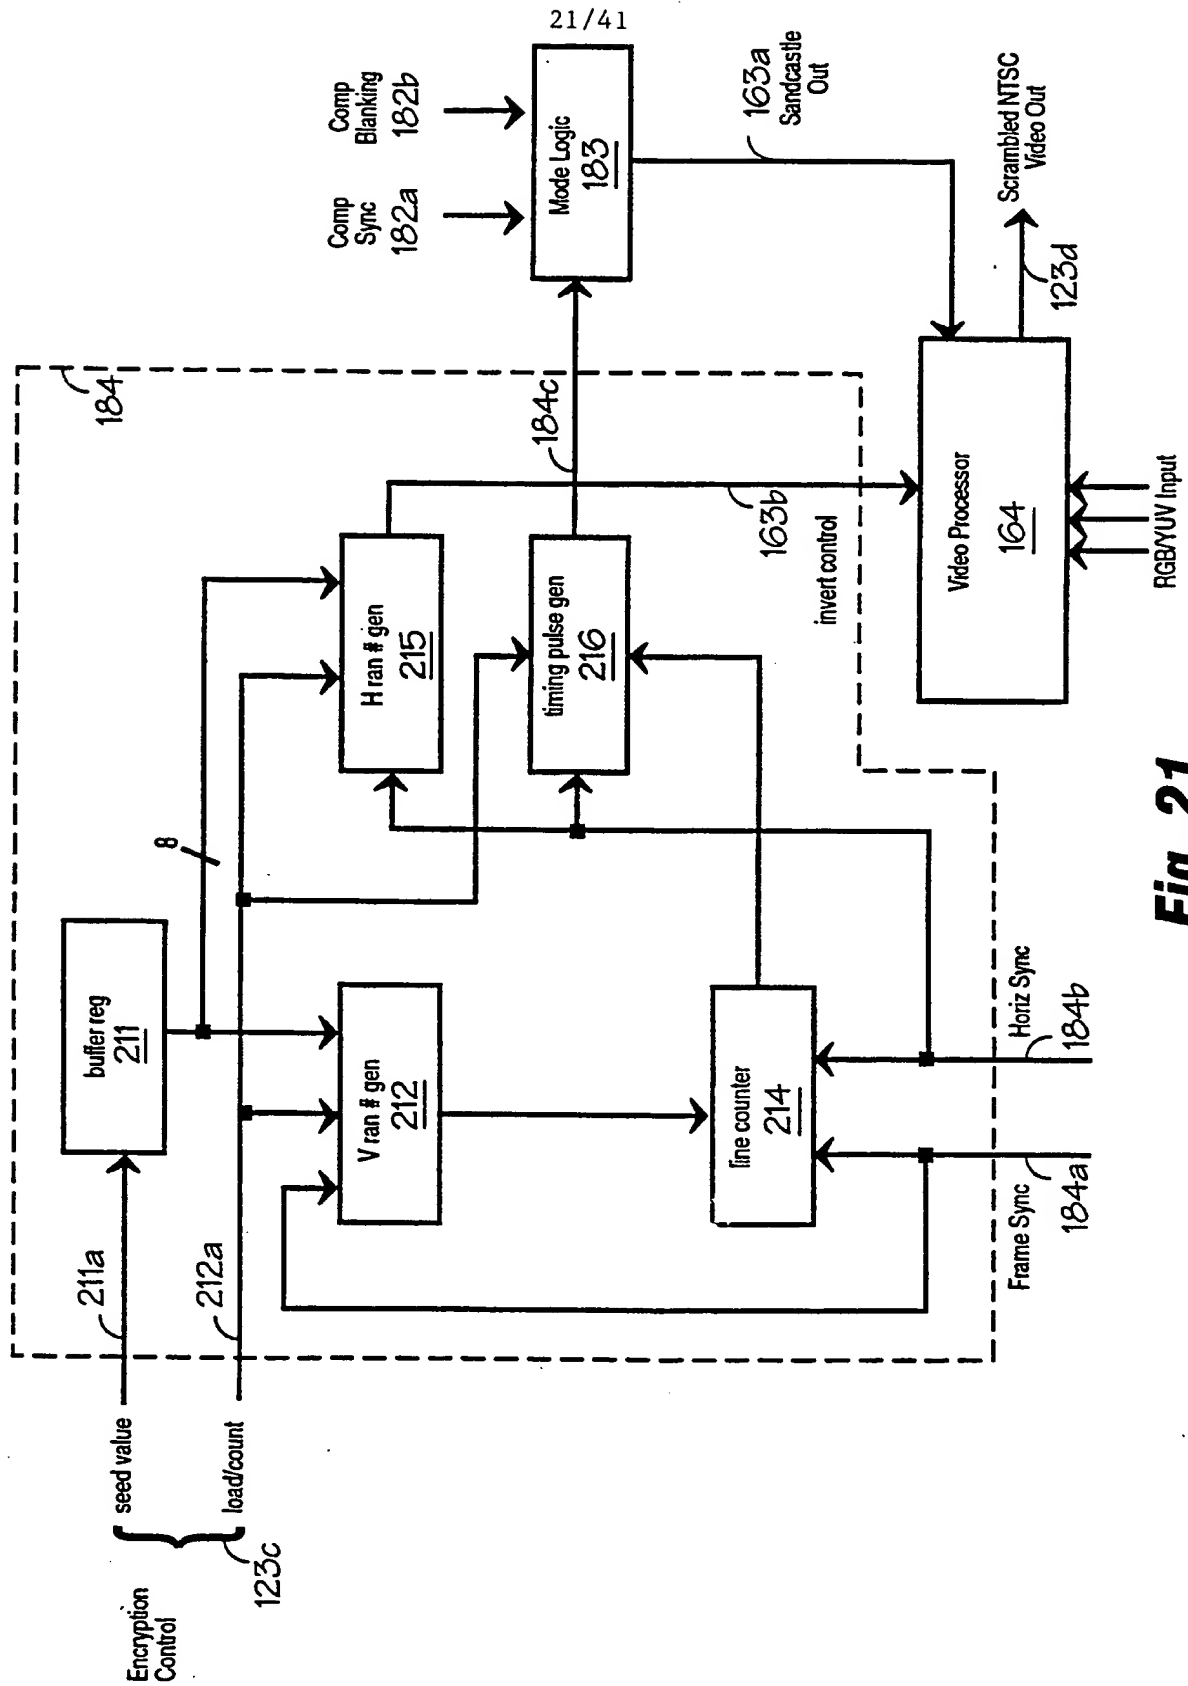 21/41
Encryption
Control
123c
seed value
load/count
211a
212a
buffer reg
211
8
184
V ran # gen
212
H ran # gen
215
timing pulse gen
216
line counter
214
184c
163b
invert control
Frame Sync
184a
Horiz Sync
184b
Comp
Sync
182a
Comp
Blanking
182b
Mode Logic
183
163a
Sandcastle
Out
Video Processor
164
RGB/YUV Input
123d
Scrambled NTSC
Video Out
Fig. 21